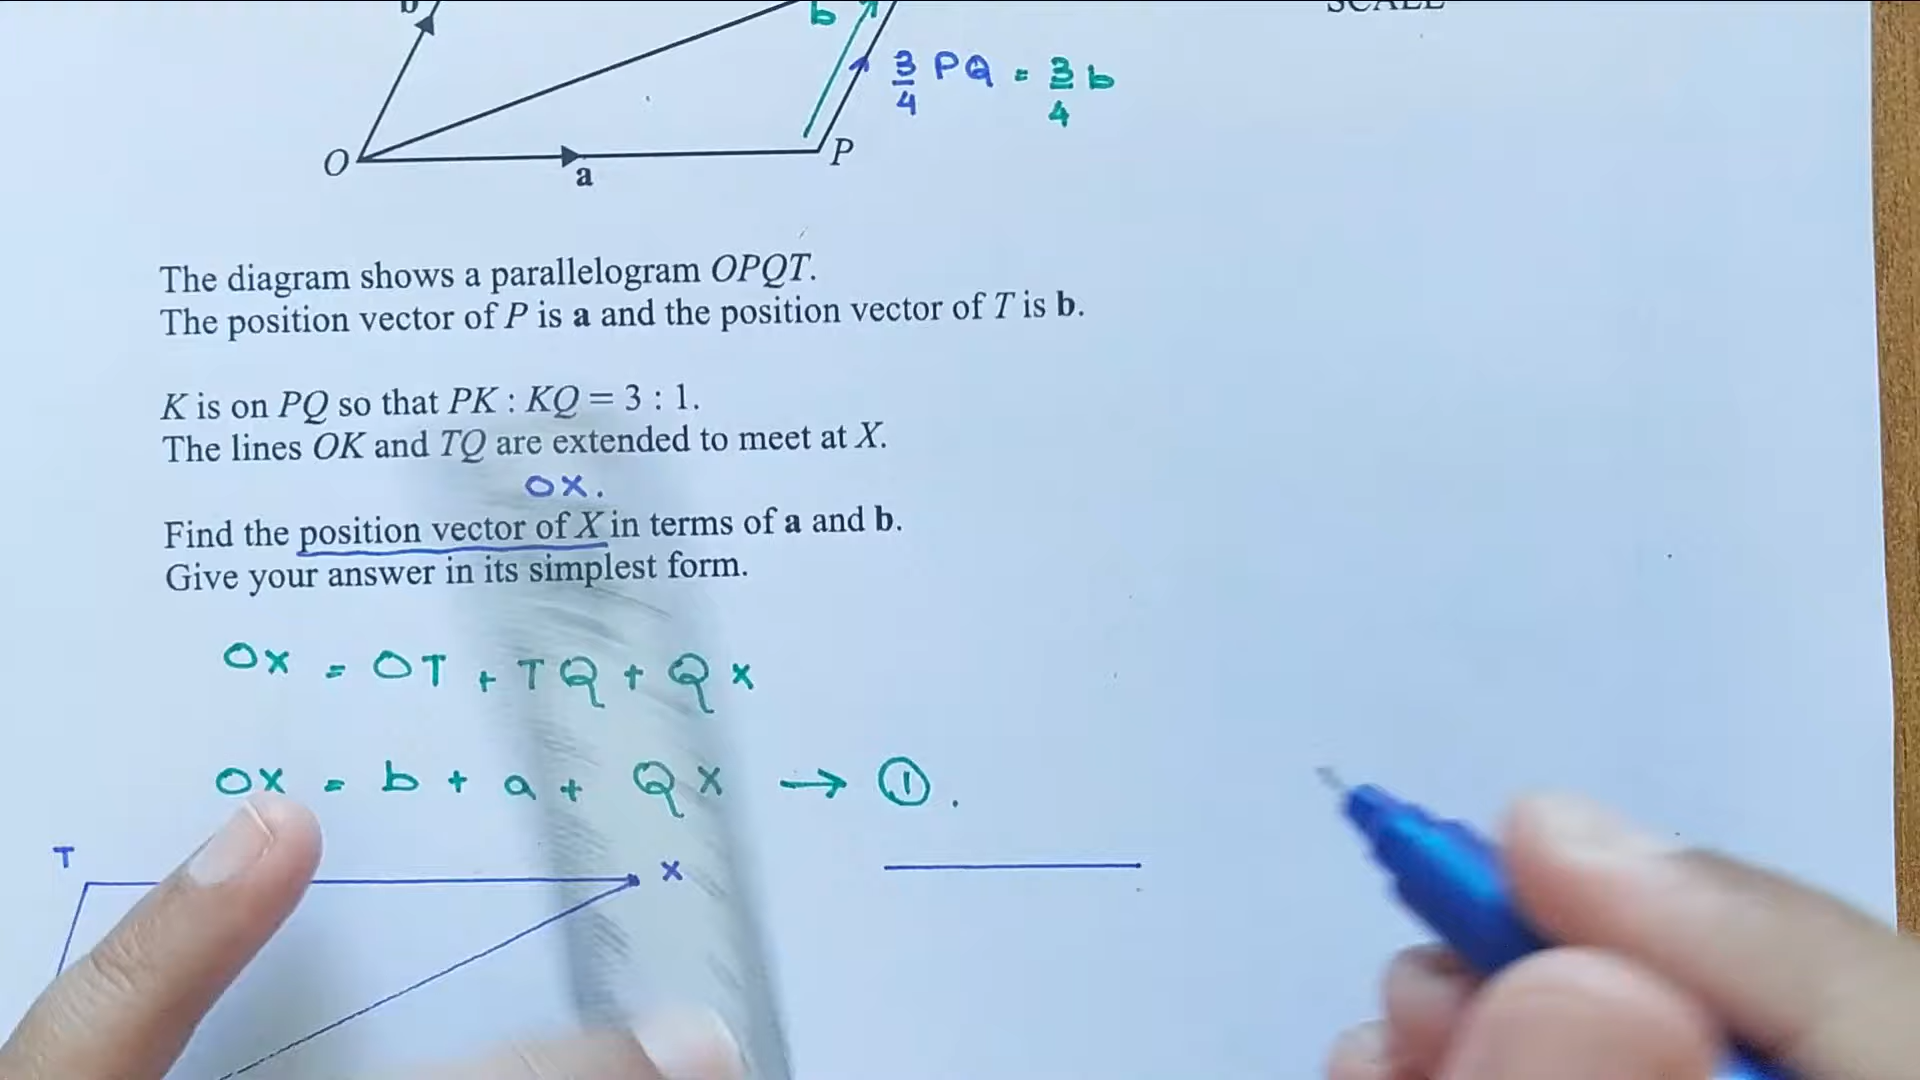 b
SCALE
3/4 PQ = 3/4 b
O
P
a
The diagram shows a parallelogram OPQT.
The position vector of P is a and the position vector of T is b.
K is on PQ so that PK : KQ = 3 : 1.
The lines OK and TQ are extended to meet at X.
OX.
Find the position vector of X in terms of a and b.
Give your answer in its simplest form.
OX = OT + TQ + QX
OX = b + a + QX → ①.
T
X